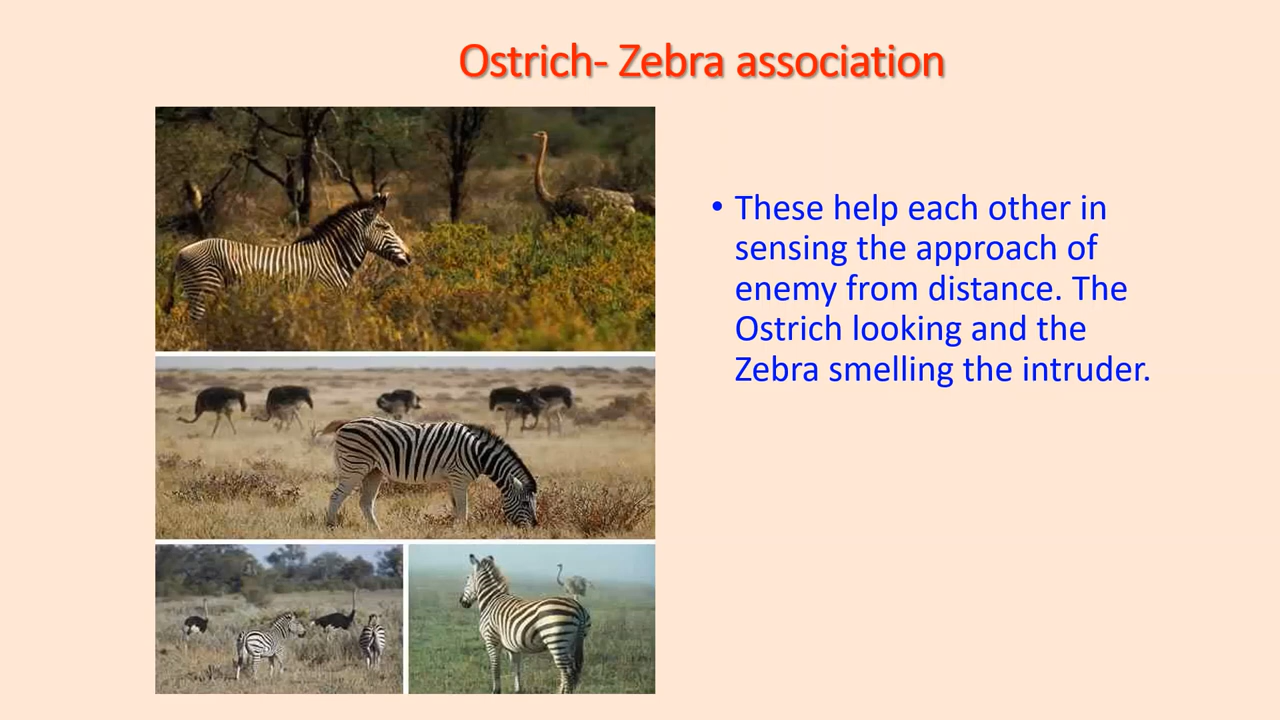 Ostrich- Zebra association
• These help each other in
sensing the approach of
enemy from distance. The
Ostrich looking and the
Zebra smelling the intruder.